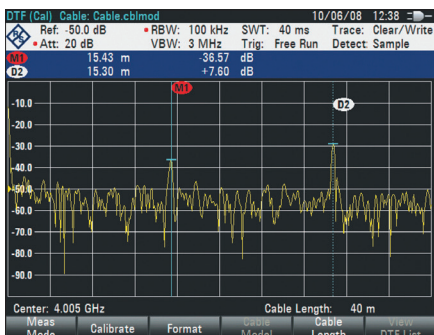 DTF (Cal) Cable: Cable.cblmod 10/06/08 12:38
Ref: -50.0 dB RBW: 100 kHz SWT: 40 ms Trace: Clear/Write
Att: 20 dB VBW: 3 MHz Trig: Free Run Detect: Sample
M1 15.43 m -36.57 dB
D2 15.30 m +7.60 dB
M1
D2
-10.0
-20.0
-30.0
-40.0
-50.0
-60.0
-70.0
-80.0
-90.0
Center: 4.005 GHz Cable Length: 40 m
Meas Mode
Calibrate
Format
Cable Model
Cable Length
View DTF List